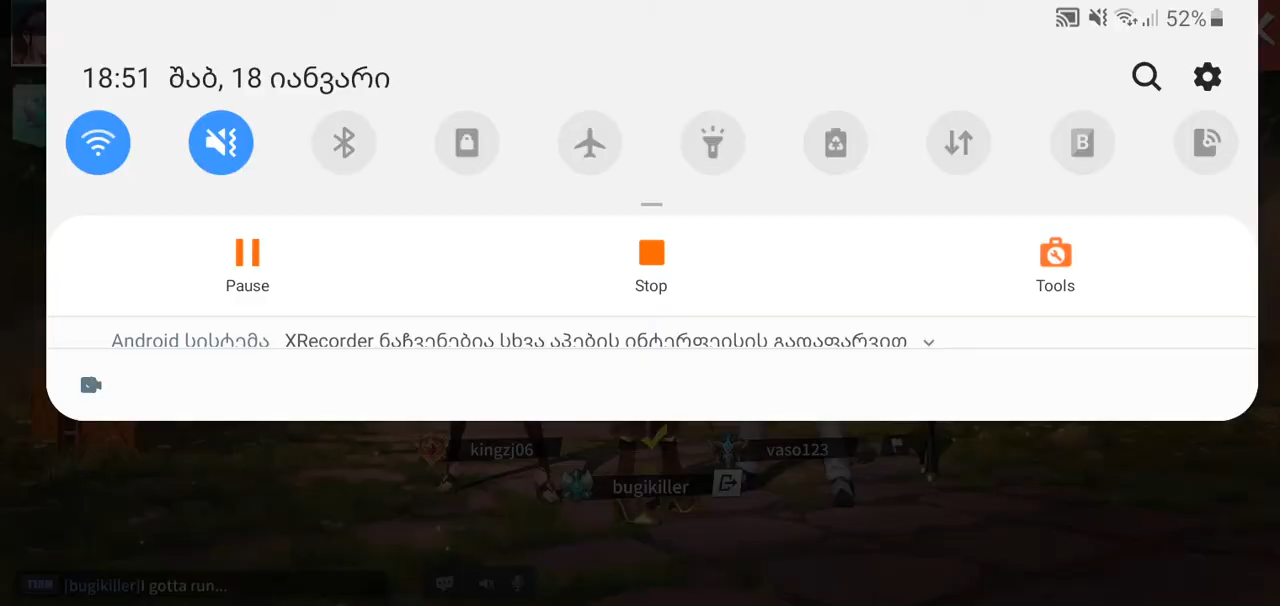 52%
18:51 შაბ, 18 იანვარი
B
Pause
Stop
Tools
Android სისტემა XRecorder ნაჩვენებია სხვა აპების ინტერფეისის გადაფარვით
kingzj06
vaso123
bugikiller
TEAM [bugikiller]I gotta run...